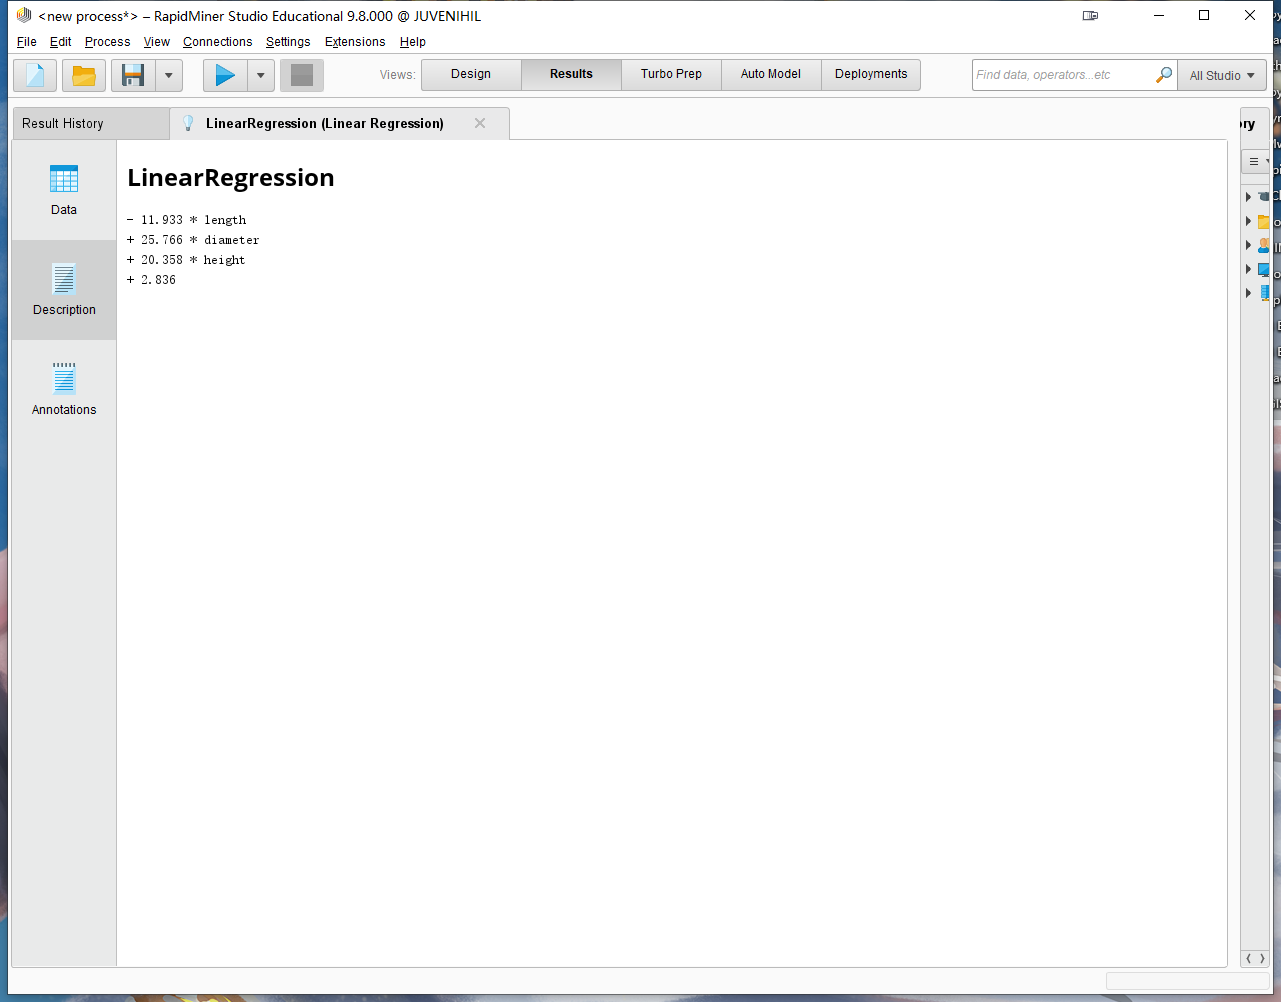 <new process*> – RapidMiner Studio Educational 9.8.000 @ JUVENIHIL
File Edit Process View Connections Settings Extensions Help
Views: Design Results Turbo Prep Auto Model Deployments Find data, operators...etc All Studio
Result History LinearRegression (Linear Regression) ory
Data
Description
Annotations
LinearRegression
- 11.933 * length
+ 25.766 * diameter
+ 20.358 * height
+ 2.836